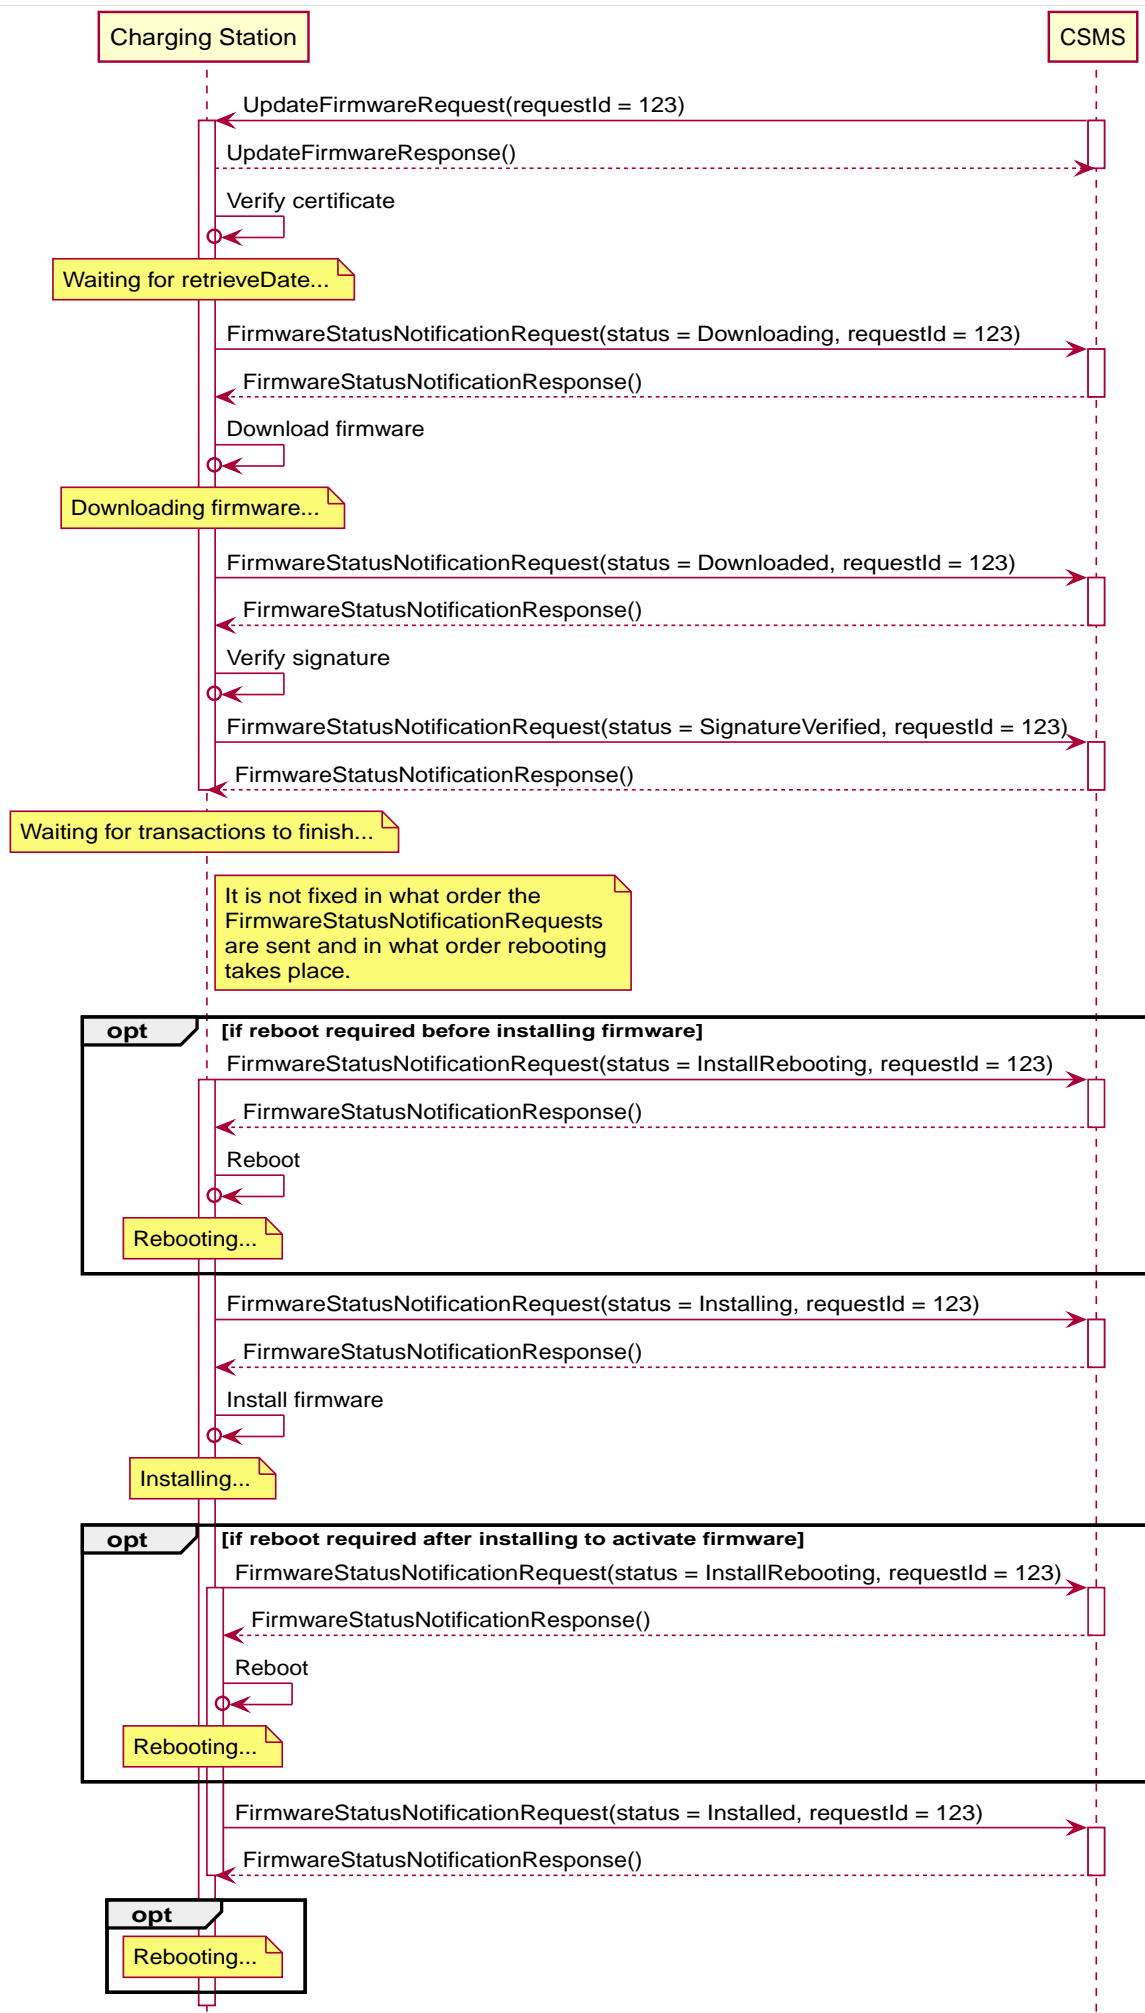 Charging Station
CSMS
UpdateFirmwareRequest(requestId = 123)
UpdateFirmwareResponse()
Verify certificate
Waiting for retrieveDate...
FirmwareStatusNotificationRequest(status = Downloading, requestId = 123)
FirmwareStatusNotificationResponse()
Download firmware
Downloading firmware...
FirmwareStatusNotificationRequest(status = Downloaded, requestId = 123)
FirmwareStatusNotificationResponse()
Verify signature
FirmwareStatusNotificationRequest(status = SignatureVerified, requestId = 123)
FirmwareStatusNotificationResponse()
Waiting for transactions to finish...
It is not fixed in what order the
FirmwareStatusNotificationRequests
are sent and in what order rebooting
takes place.
opt
[if reboot required before installing firmware]
FirmwareStatusNotificationRequest(status = InstallRebooting, requestId = 123)
FirmwareStatusNotificationResponse()
Reboot
Rebooting...
FirmwareStatusNotificationRequest(status = Installing, requestId = 123)
FirmwareStatusNotificationResponse()
Install firmware
Installing...
opt
[if reboot required after installing to activate firmware]
FirmwareStatusNotificationRequest(status = InstallRebooting, requestId = 123)
FirmwareStatusNotificationResponse()
Reboot
Rebooting...
FirmwareStatusNotificationRequest(status = Installed, requestId = 123)
FirmwareStatusNotificationResponse()
opt
Rebooting...